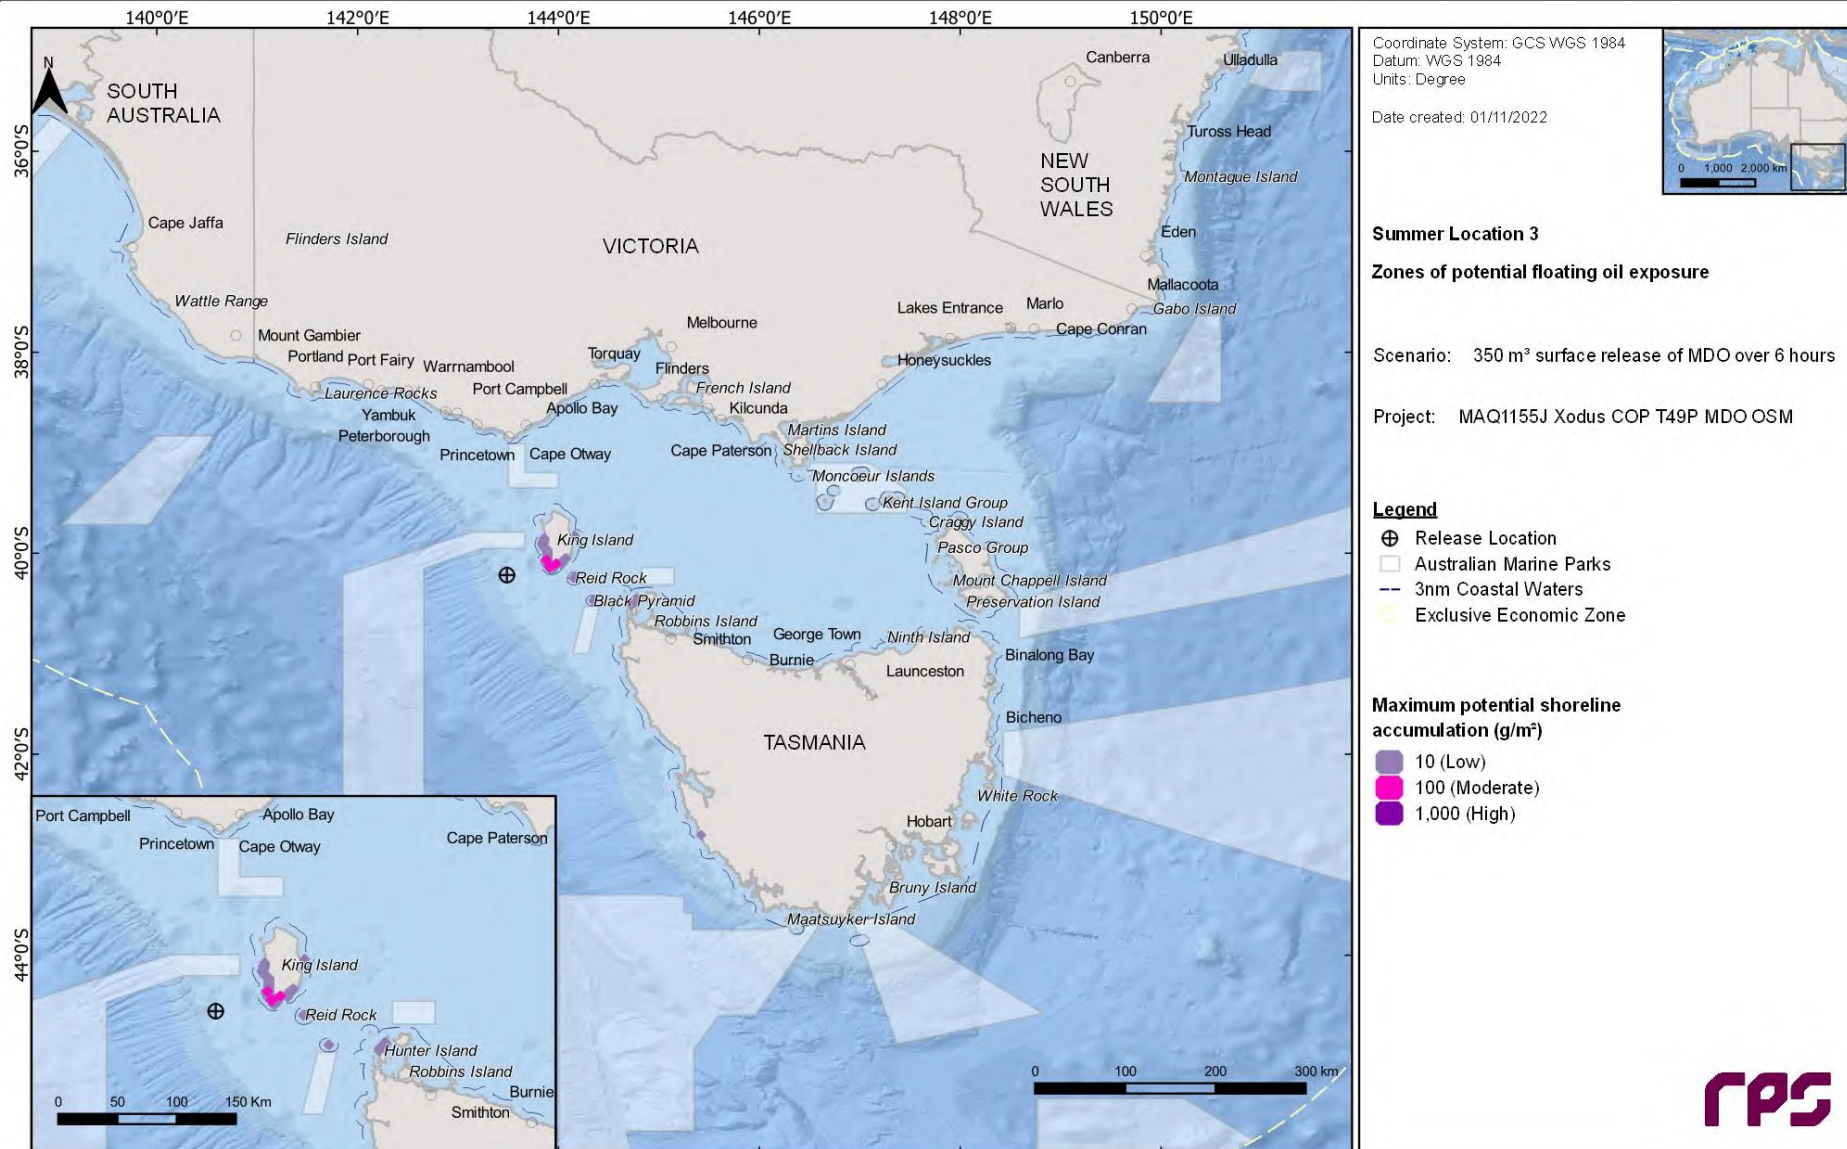 140°0'E 142°0'E 144°0'E 146°0'E 148°0'E 150°0'E
36°0'S
38°0'S
40°0'S
42°0'S
44°0'S
N
SOUTH
AUSTRALIA
Canberra
Ulladulla
Tuross Head
NEW
SOUTH
WALES
Montague Island
Cape Jaffa
Flinders Island
VICTORIA
Eden
Mallacoota
Wattle Range
Lakes Entrance
Marlo
Gabo Island
Melbourne
Cape Conran
Mount Gambier
Portland
Port Fairy
Warrnambool
Torquay
Flinders
Honeysuckles
Laurence Rocks
Port Campbell
French Island
Yambuk
Apollo Bay
Kilcunda
Peterborough
Martins Island
Princetown
Cape Otway
Cape Paterson
Shellback Island
Moncoeur Islands
Kent Island Group
Craggy Island
King Island
Pasco Group
Reid Rock
Mount Chappell Island
Black Pyramid
Preservation Island
Robbins Island
Smithton
George Town
Ninth Island
Burnie
Binalong Bay
Launceston
Bicheno
TASMANIA
White Rock
Hobart
Bruny Island
Maatsuyker Island
0 100 200 300 km
Port Campbell
Apollo Bay
Princetown
Cape Otway
Cape Paterson
King Island
Reid Rock
Hunter Island
Robbins Island
Burnie
Smithton
0 50 100 150 Km
Coordinate System: GCS WGS 1984
Datum: WGS 1984
Units: Degree
Date created: 01/11/2022
0 1,000 2,000 km
Summer Location 3
Zones of potential floating oil exposure
Scenario: 350 m³ surface release of MDO over 6 hours
Project: MAQ1155J Xodus COP T49P MDO OSM
Legend
Release Location
Australian Marine Parks
3nm Coastal Waters
Exclusive Economic Zone
Maximum potential shoreline
accumulation (g/m²)
10 (Low)
100 (Moderate)
1,000 (High)
rps